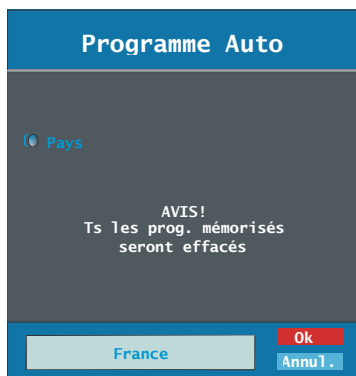 Programme Auto
Pays
AVIS!
Ts les prog. mémorisés
seront effacés
France
Ok
Annul.